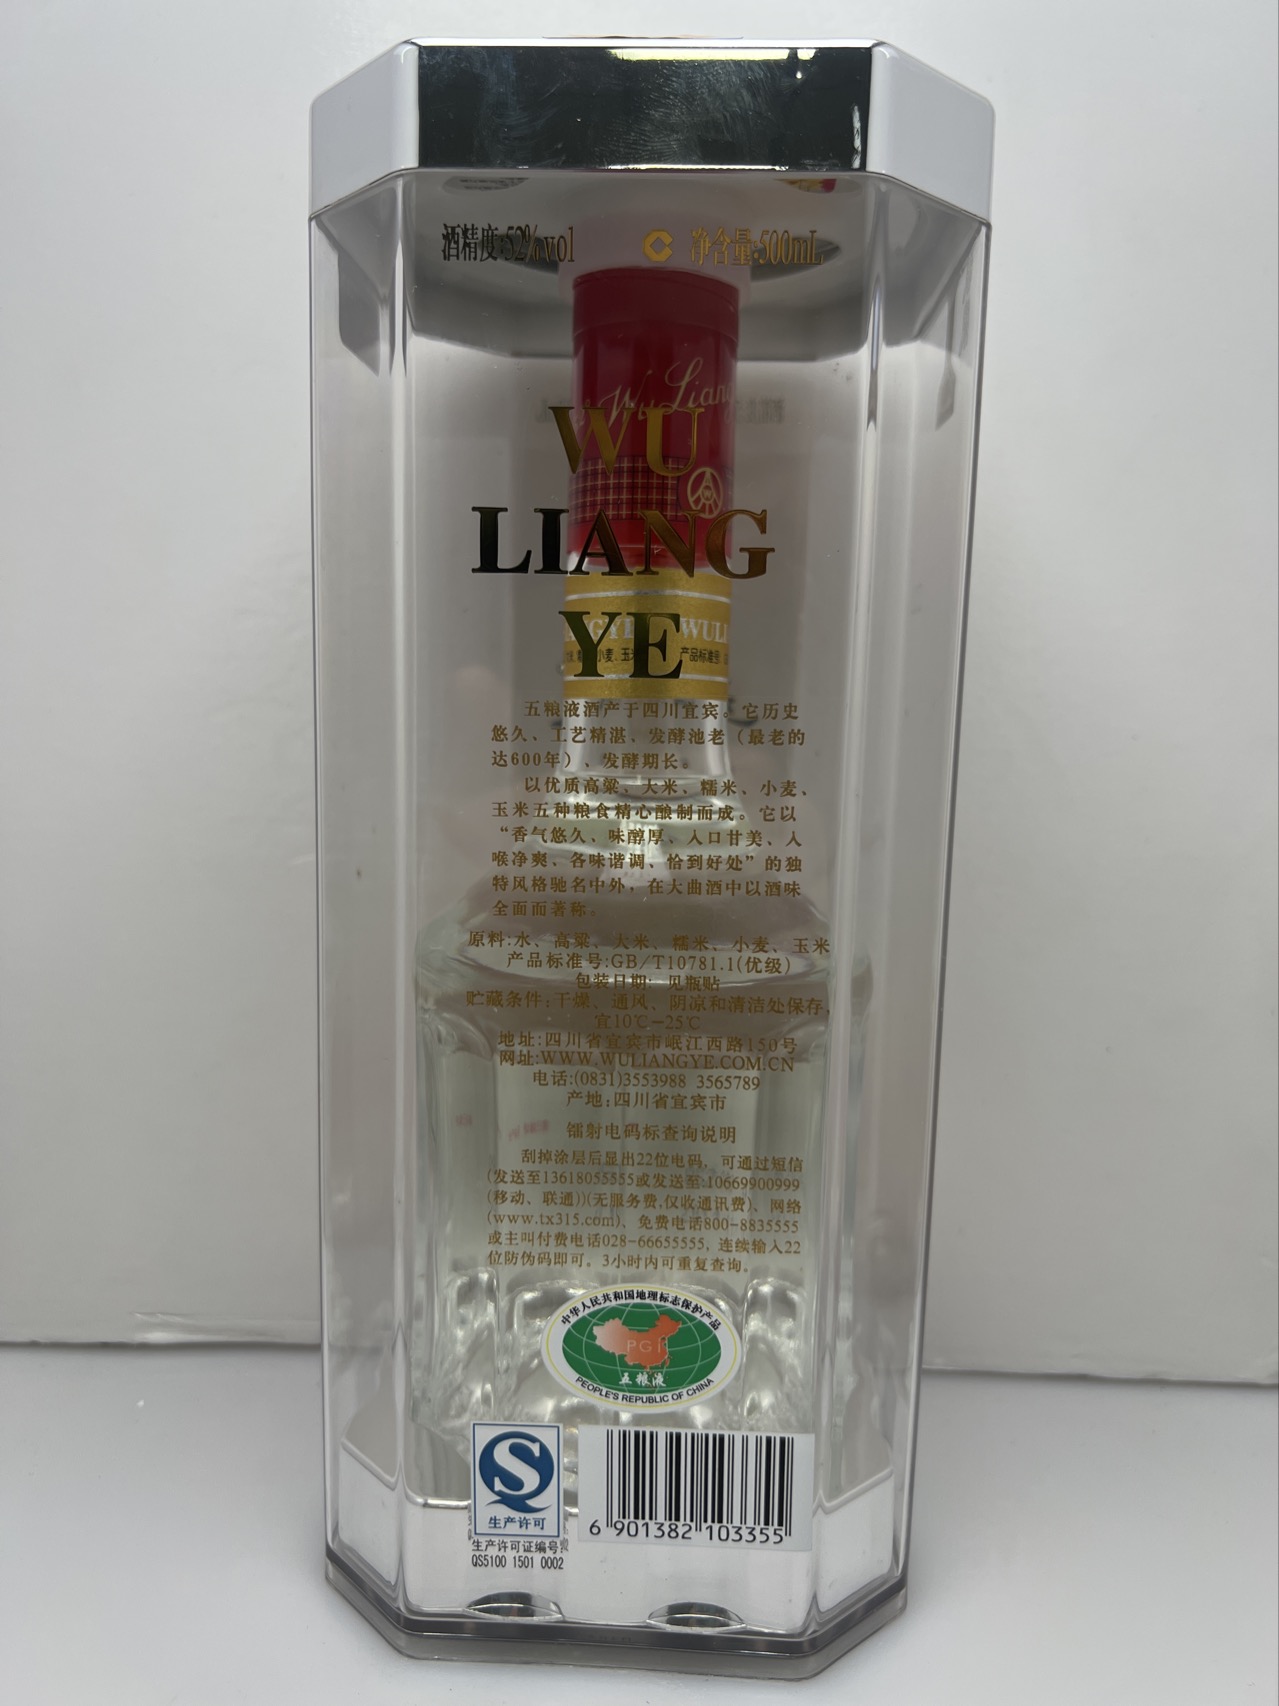 酒精度:52%vol 净含量:500mL
Wu Liang
WU
LIANG
YE
WULI
小麦、玉米 产品标准号
五粮液酒产于四川宜宾。它历史
悠久、工艺精湛、发酵池老（最老的
达600年）、发酵期长。
以优质高粱、大米、糯米、小麦、
玉米五种粮食精心酿制而成。它以
“香气悠久、味醇厚、入口甘美、入
喉净爽、各味谐调、恰到好处”的独
特风格驰名中外，在大曲酒中以酒味
全面而著称。
原料:水、高粱、大米、糯米、小麦、玉米
产品标准号:GB/T10781.1(优级)
包装日期: 见瓶贴
贮藏条件:干燥、通风、阴凉和清洁处保存，
宜10℃-25℃
地址:四川省宜宾市岷江西路150号
网址:WWW.WULIANGYE.COM.CN
电话:(0831)3553988 3565789
产地:四川省宜宾市
镭射电码标查询说明
刮掉涂层后显出22位电码，可通过短信
(发送至13618055555或发送至:10669900999
(移动、联通))(无服务费,仅收通讯费)、网络
(www.tx315.com)、免费电话800-8835555
或主叫付费电话028-66655555, 连续输入22
位防伪码即可。3小时内可重复查询。
中华人民共和国地理标志保护产品
PGI
五粮液
PEOPLE'S REPUBLIC OF CHINA
生产许可
生产许可证编号:
QS5100 1501 0002
6 901382 103355